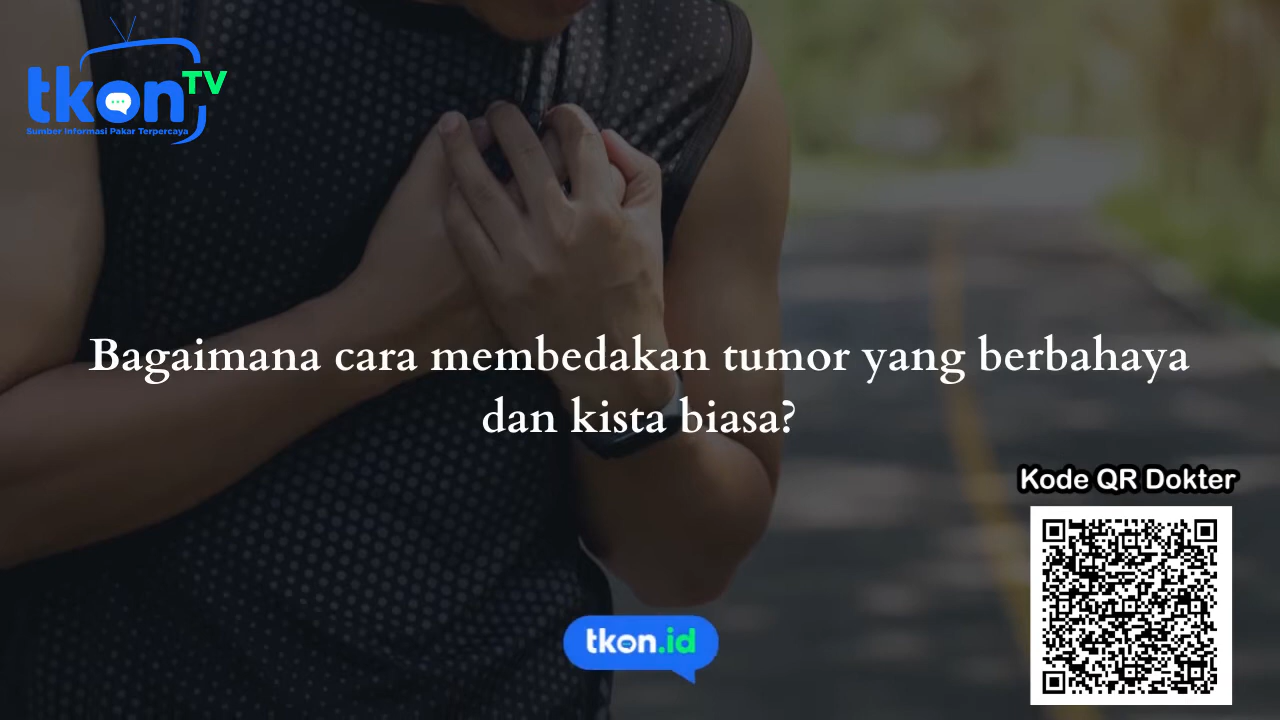 tkon TV
Sumber Informasi Pakar Terpercaya
Bagaimana cara membedakan tumor yang berbahaya
dan kista biasa?
Kode QR Dokter
tkon.id